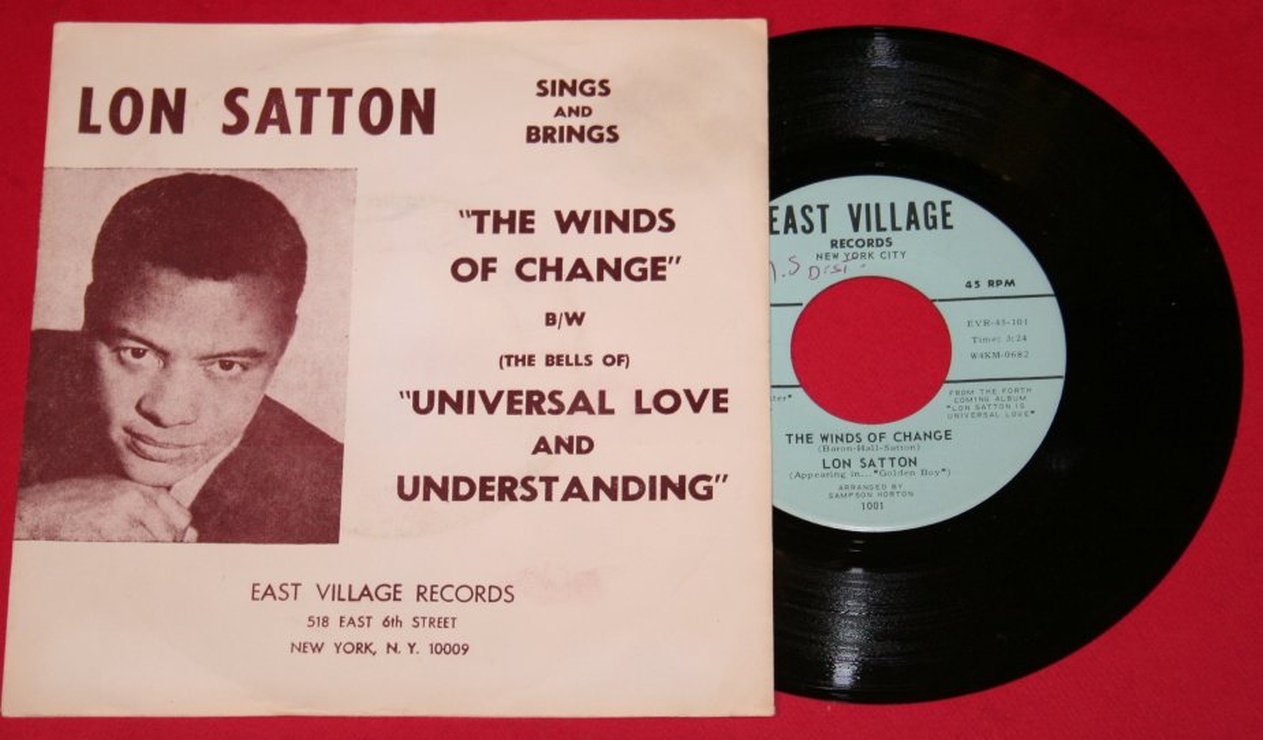 LON SATTON
SINGS
AND
BRINGS
"THE WINDS
OF CHANGE"
B/W
(THE BELLS OF)
"UNIVERSAL LOVE
AND
UNDERSTANDING"
EAST VILLAGE RECORDS
518 EAST 6th STREET
NEW YORK, N. Y. 10009
EAST VILLAGE
RECORDS
NEW YORK CITY
45 RPM
EVR-45-101
Time: 3:24
W4KM-0682
FROM THE FORTH
COMING ALBUM
"LON SATTON IS
UNIVERSAL LOVE"
THE WINDS OF CHANGE
(Baron-Hall-Satton)
LON SATTON
(Appearing in..."Golden Boy")
ARRANGED BY
SAMPSON HORTON
1001